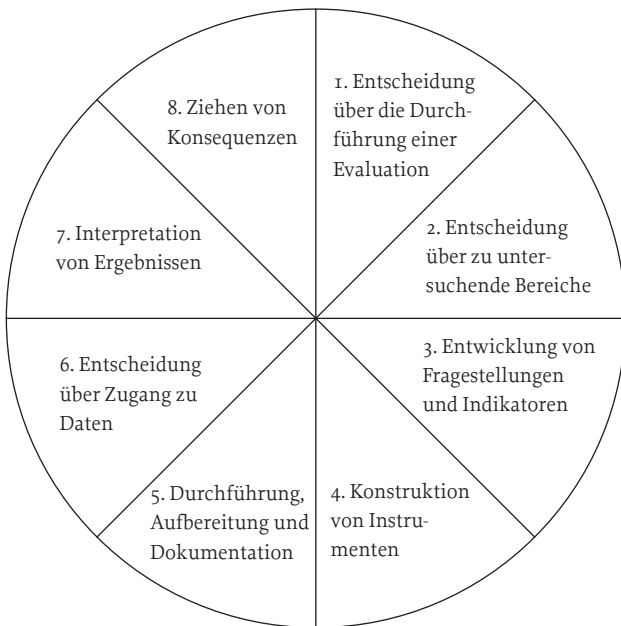 1. Entscheidung
über die Durch-
führung einer
Evaluation
2. Entscheidung
über zu unter-
suchende Bereiche
3. Entwicklung von
Fragestellungen
und Indikatoren
4. Konstruktion
von Instru-
menten
5. Durchführung,
Aufbereitung und
Dokumentation
6. Entscheidung
über Zugang zu
Daten
7. Interpretation
von Ergebnissen
8. Ziehen von
Konsequenzen